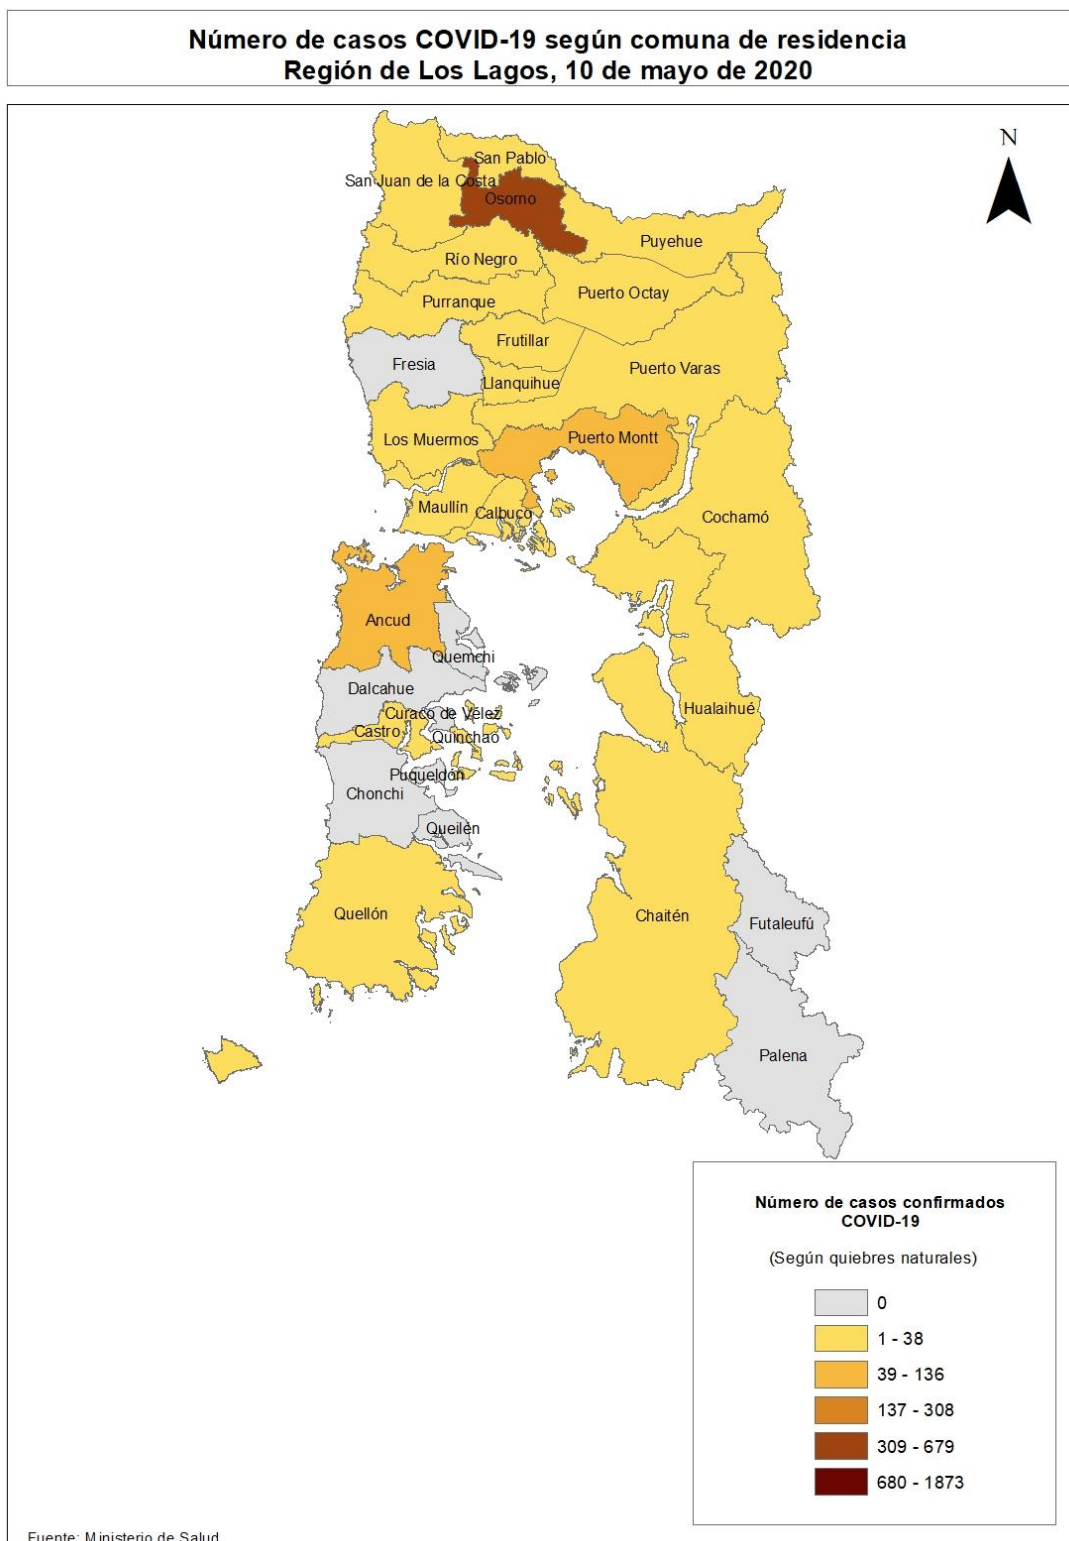 Número de casos COVID-19 según comuna de residencia
Región de Los Lagos, 10 de mayo de 2020
N
San Pablo
San Juan de la Costa
Osorno
Puyehue
Río Negro
Puerto Octay
Purranque
Frutillar
Fresia
Puerto Varas
Llanquihue
Los Muermos
Puerto Montt
Maullín
Calbuco
Cochamó
Ancud
Quemchi
Dalcahue
Hualaihué
Curaco de Vélez
Castro
Quinchao
Puqueldón
Chonchi
Queilén
Quellón
Chaitén
Futaleufú
Palena
Número de casos confirmados
COVID-19
(Según quiebres naturales)
0
1 - 38
39 - 136
137 - 308
309 - 679
680 - 1873
Fuente: Ministerio de Salud